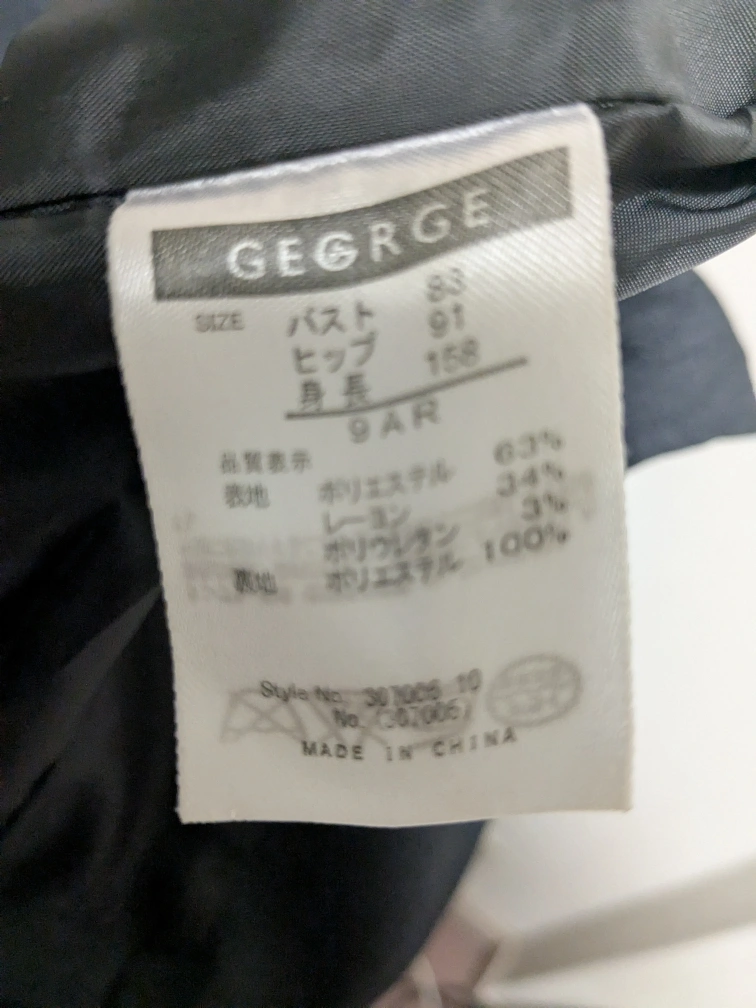 GEORGE
SIZE バスト 83
ヒップ 91
身長 158
9AR
品質表示
表地 ポリエステル 63%
レーヨン 34%
ポリウレタン 3%
裏地 ポリエステル 100%
Style No. 307006 10
No. (307006)
MADE IN CHINA